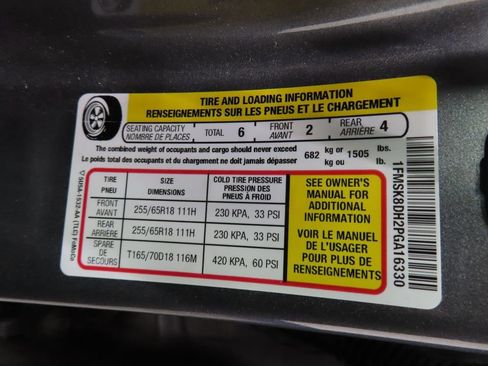 TIRE AND LOADING INFORMATION
RENSEIGNEMENTS SUR LES PNEUS ET LE CHARGEMENT
SEATING CAPACITY
NOMBRE DE PLACES
TOTAL 6
FRONT
AVANT
2
REAR
ARRIÈRE
4
The combined weight of occupants and cargo should never exceed
Le poids total des occupants et du chargement ne doit jamais dépasser
682 kg or
kg ou
1505 lbs.
lb.
TIRE
PNEU
SIZE
DIMENSIONS
COLD TIRE PRESSURE
PRESSION DES
PNEUS À FROID
FRONT
AVANT
255/65R18 111H
230 KPA, 33 PSI
REAR
ARRIERE
255/65R18 111H
230 KPA, 33 PSI
SPARE
DE
SECOURS
T165/70D18 116M
420 KPA, 60 PSI
SEE OWNER'S
MANUAL FOR
ADDITIONAL
INFORMATION
VOIR LE MANUEL
DE L'USAGER
POUR PLUS DE
RENSEIGNEMENTS
1FM5K8DH2PGA16330